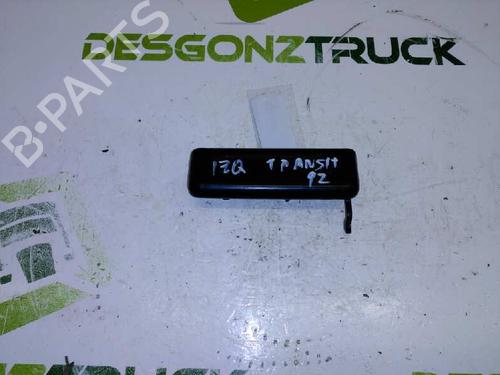 DESGONZTRUCK
B-PARTS
IZQ TRANSIT
92